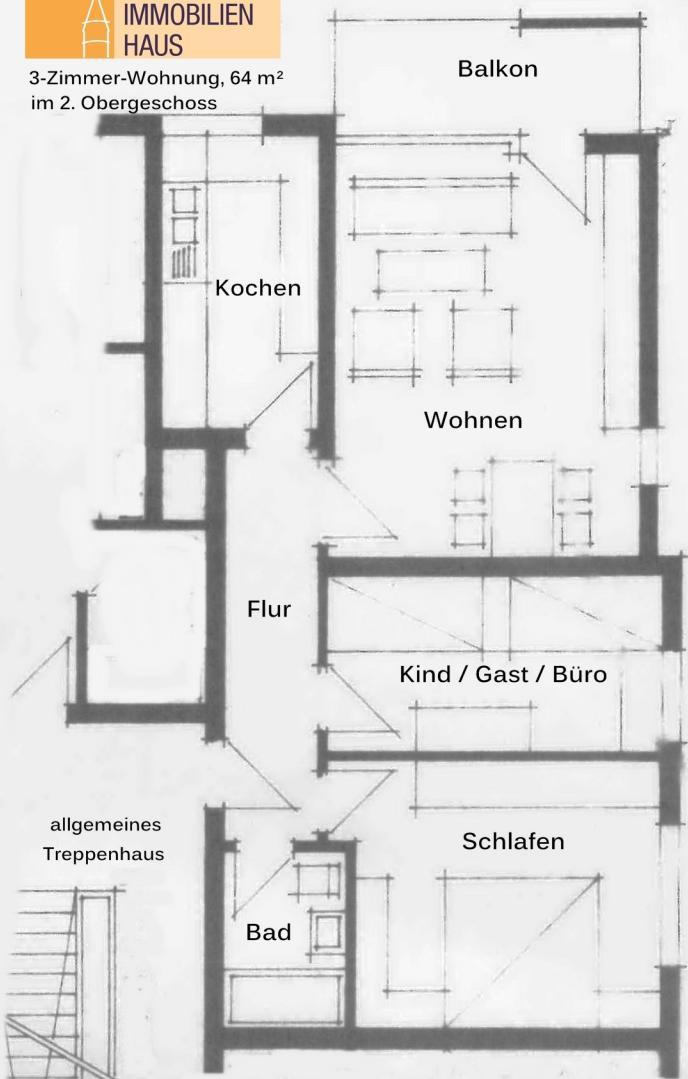 IMMOBILIEN
HAUS
3-Zimmer-Wohnung, 64 m²
im 2. Obergeschoss
Balkon
Kochen
Wohnen
Flur
Kind / Gast / Büro
allgemeines
Treppenhaus
Schlafen
Bad